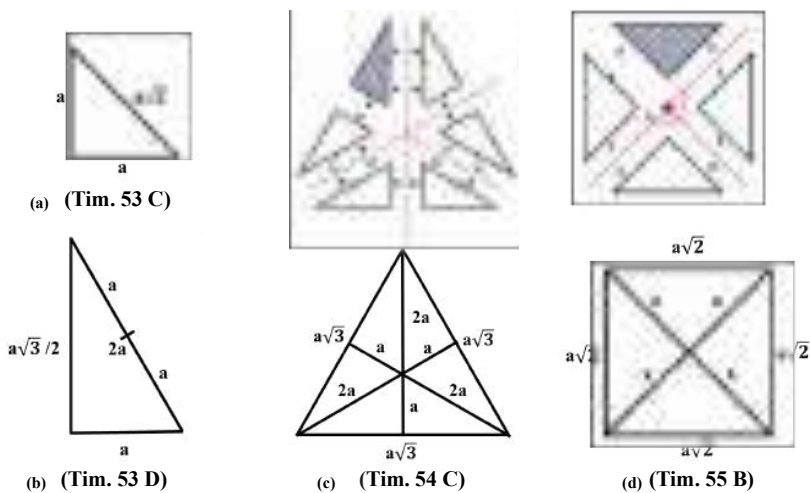 a
a√2
a
(a) (Tim. 53 C)
a
a√3 /2
2a
a
a
(b) (Tim. 53 D)
2a
a√3
a√3
a
a
2a
2a
a
a√3
(c) (Tim. 54 C)
a√2
a√2
a√2
(d) (Tim. 55 B)